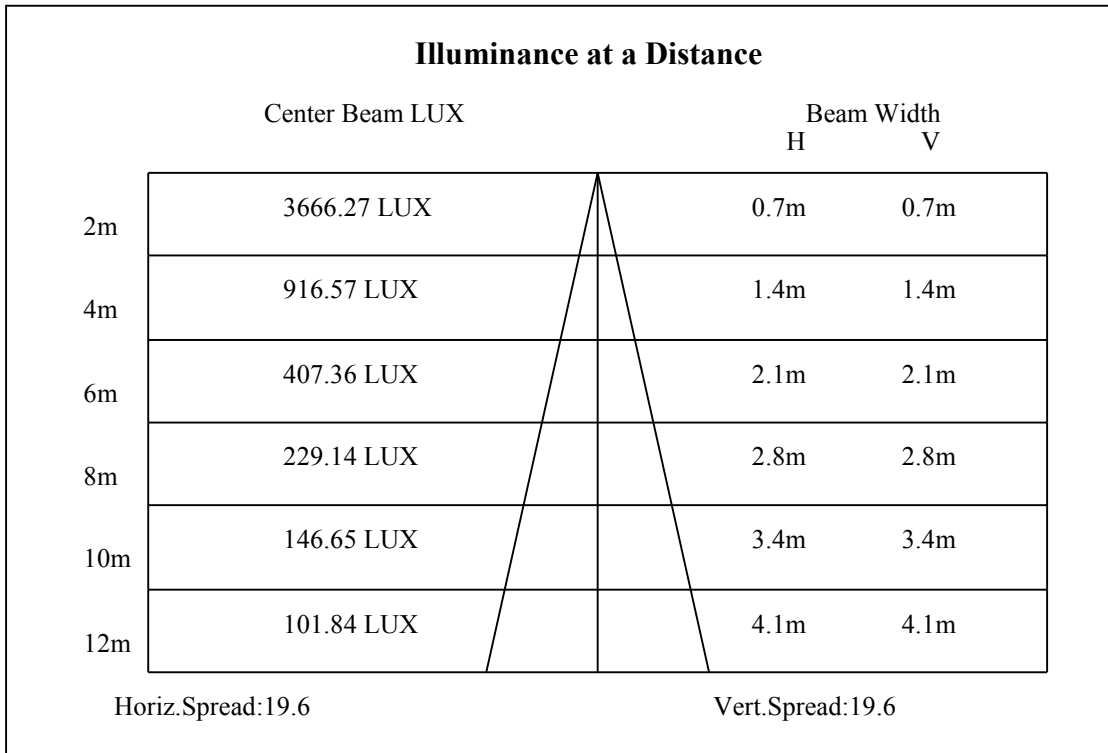 Illuminance at a Distance
Center Beam LUX Beam Width
H V
2m 3666.27 LUX 0.7m 0.7m
4m 916.57 LUX 1.4m 1.4m
6m 407.36 LUX 2.1m 2.1m
8m 229.14 LUX 2.8m 2.8m
10m 146.65 LUX 3.4m 3.4m
12m 101.84 LUX 4.1m 4.1m
Horiz.Spread:19.6 Vert.Spread:19.6